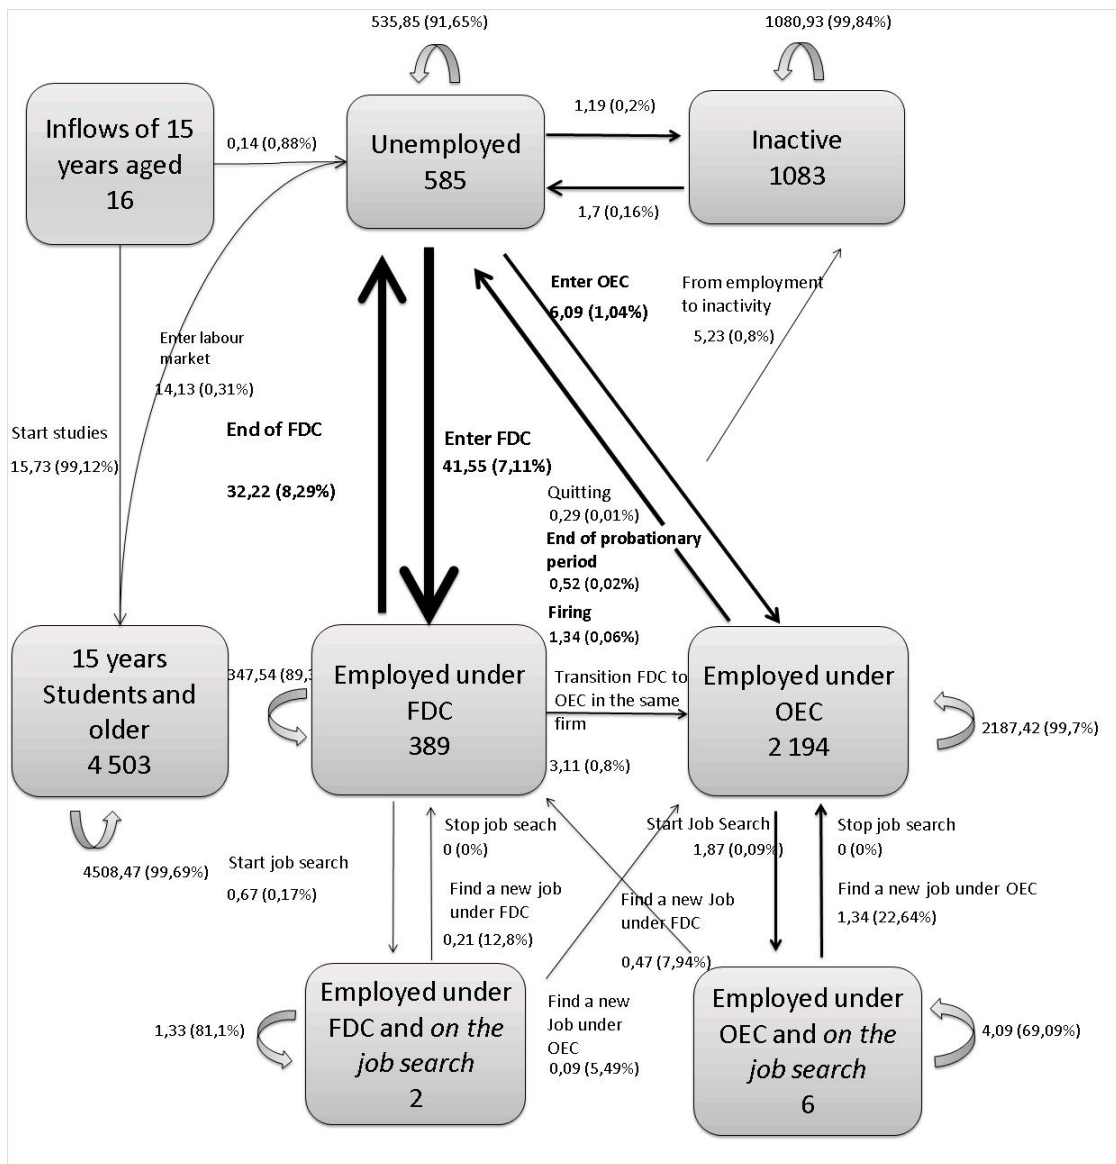 535,85 (91,65%)
1080,93 (99,84%)
Inflows of 15
years aged
16
0,14 (0,88%)
Unemployed
585
1,19 (0,2%)
1,7 (0,16%)
Inactive
1083
Enter OEC
6,09 (1,04%)
From employment
to inactivity
5,23 (0,8%)
Enter labour
market
14,13 (0,31%)
Start studies
15,73 (99,12%)
End of FDC
32,22 (8,29%)
Enter FDC
41,55 (7,11%)
Quitting
0,29 (0,01%)
End of probationary
period
0,52 (0,02%)
Firing
1,34 (0,06%)
15 years
Students and
older
4 503
347,54 (89,
Employed under
FDC
389
Transition FDC to
OEC in the same
firm
3,11 (0,8%)
Employed under
OEC
2 194
2187,42 (99,7%)
4508,47 (99,69%)
Start job search
0,67 (0,17%)
Stop job seach
0 (0%)
Find a new job
under FDC
0,21 (12,8%)
Start Job Search
1,87 (0,09%)
Find a new Job
under FDC
0,47 (7,94%)
Stop job search
0 (0%)
Find a new job under OEC
1,34 (22,64%)
1,33 (81,1%)
Employed under
FDC and on the
job search
2
Find a new
Job under
OEC
0,09 (5,49%)
Employed under
OEC and on the
job search
6
4,09 (69,09%)